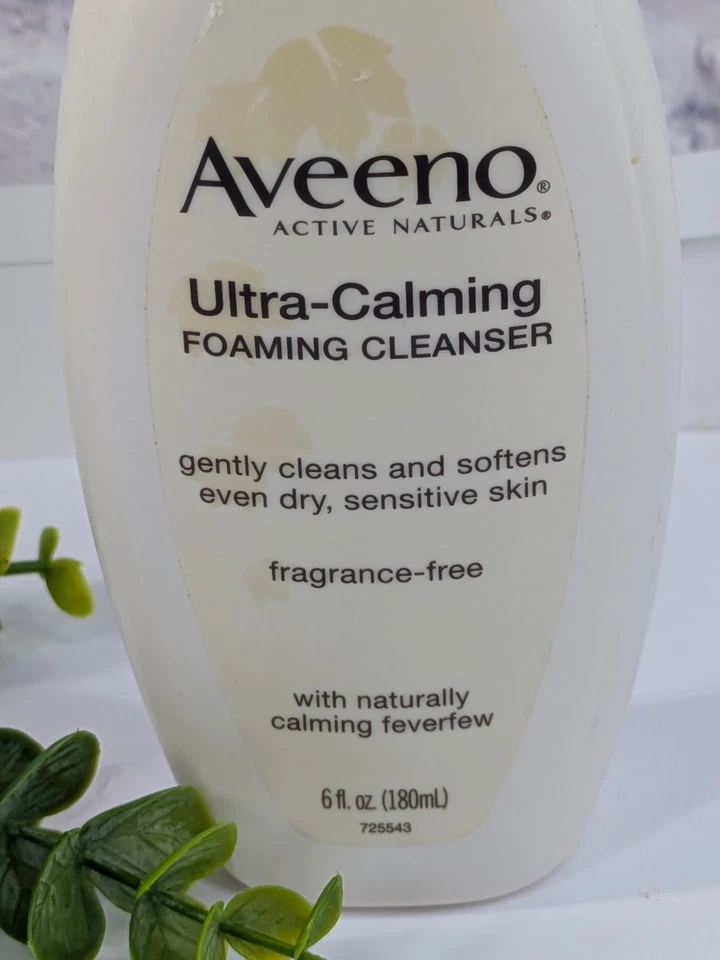 Aveeno®
ACTIVE NATURALS®
Ultra-Calming
FOAMING CLEANSER
gently cleans and softens
even dry, sensitive skin
fragrance-free
with naturally
calming feverfew
6 fl. oz. (180mL)
725543